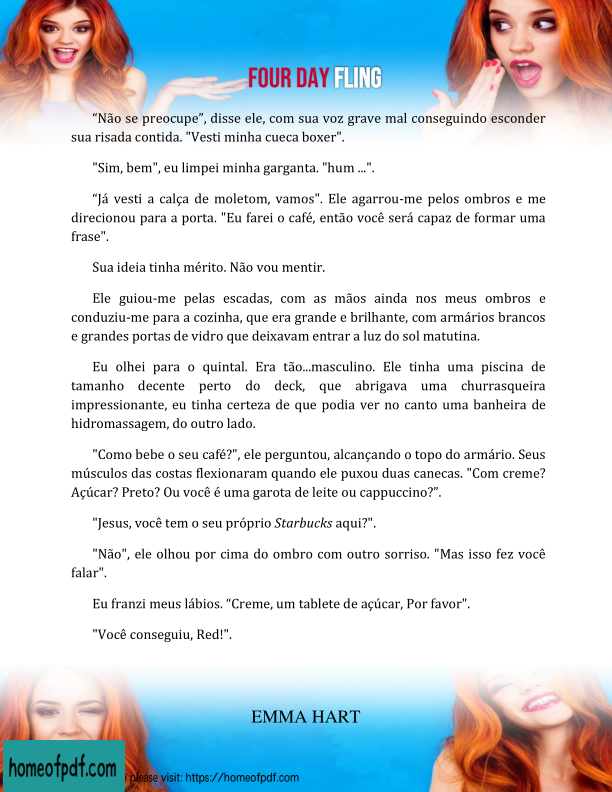 FOUR DAY FLING
“Não se preocupe”, disse ele, com sua voz grave mal conseguindo esconder
sua risada contida. "Vesti minha cueca boxer".
"Sim, bem", eu limpei minha garganta. "hum ...".
“Já vesti a calça de moletom, vamos". Ele agarrou-me pelos ombros e me
direcionou para a porta. "Eu farei o café, então você será capaz de formar uma
frase".
Sua ideia tinha mérito. Não vou mentir.
Ele guiou-me pelas escadas, com as mãos ainda nos meus ombros e
conduziu-me para a cozinha, que era grande e brilhante, com armários brancos
e grandes portas de vidro que deixavam entrar a luz do sol matutina.
Eu olhei para o quintal. Era tão...masculino. Ele tinha uma piscina de
tamanho decente perto do deck, que abrigava uma churrasqueira
impressionante, eu tinha certeza de que podia ver no canto uma banheira de
hidromassagem, do outro lado.
"Como bebe o seu café?", ele perguntou, alcançando o topo do armário. Seus
músculos das costas flexionaram quando ele puxou duas canecas. "Com creme?
Açúcar? Preto? Ou você é uma garota de leite ou cappuccino?”.
"Jesus, você tem o seu próprio Starbucks aqui?".
"Não", ele olhou por cima do ombro com outro sorriso. "Mas isso fez você
falar".
Eu franzi meus lábios. “Creme, um tablete de açúcar, Por favor".
"Você conseguiu, Red!".
EMMA HART
homeofpdf.com
please visit: https://homeofpdf.com